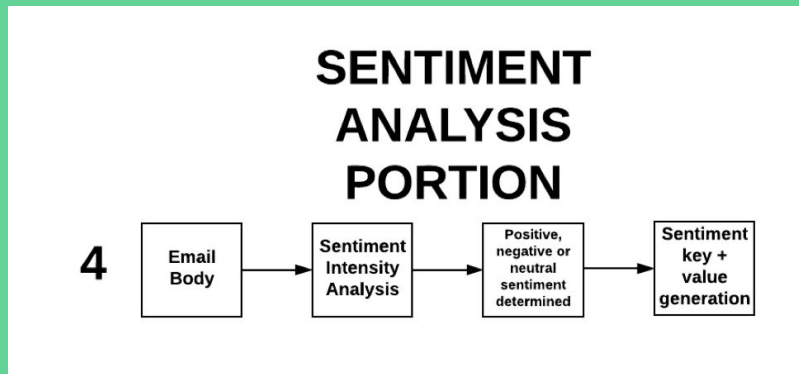 SENTIMENT
ANALYSIS
PORTION
4
Email
Body
Sentiment
Intensity
Analysis
Positive,
negative or
neutral
sentiment
determined
Sentiment
key +
value
generation